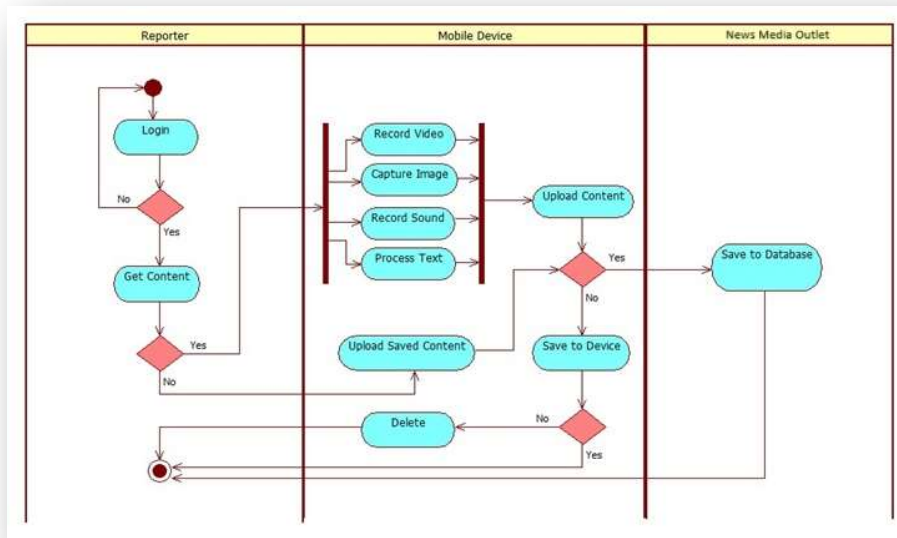 Reporter
Mobile Device
News Media Outlet
Login
No
Yes
Get Content
Yes
No
Record Video
Capture Image
Record Sound
Process Text
Upload Content
Yes
No
Upload Saved Content
Save to Device
No
Yes
Delete
Save to Database